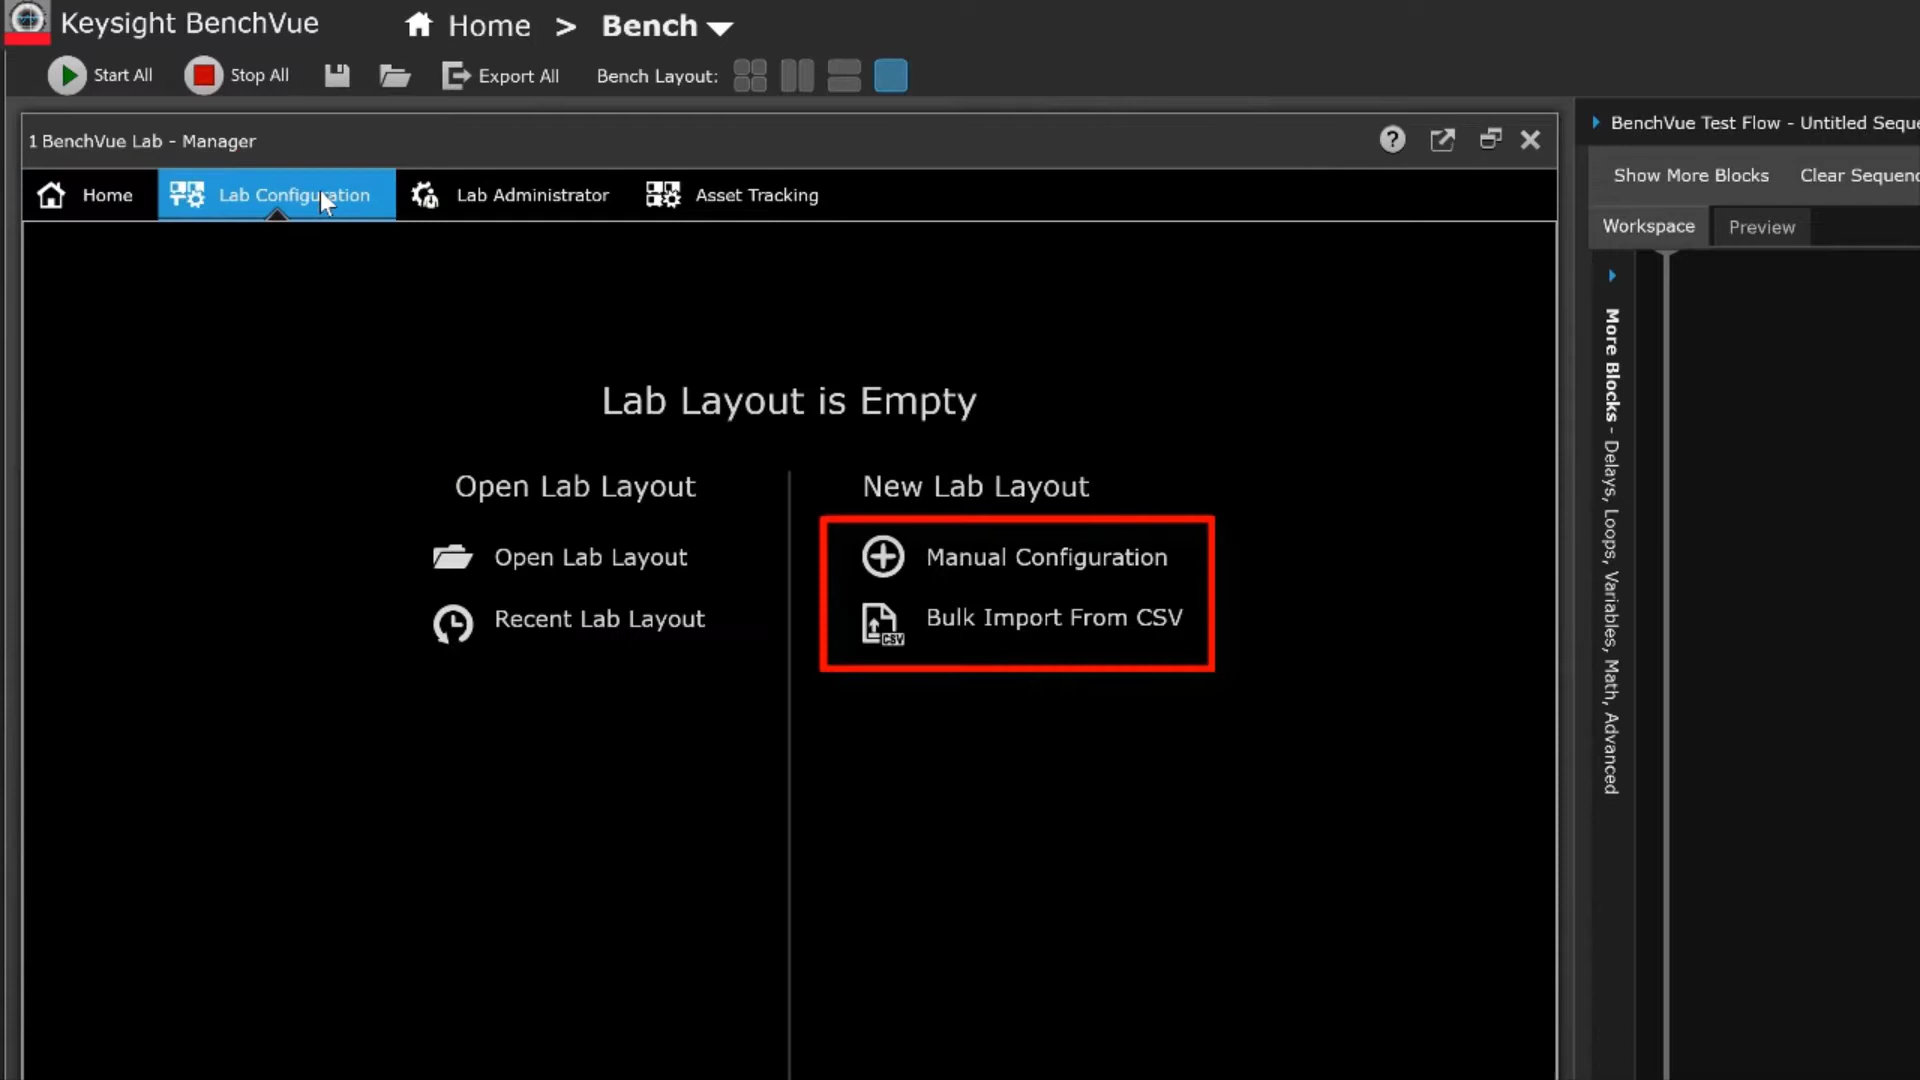 Keysight BenchVue
Home > Bench
Start All
Stop All
Export All
Bench Layout:
1 BenchVue Lab - Manager
Home
Lab Configuration
Lab Administrator
Asset Tracking
Lab Layout is Empty
Open Lab Layout
Open Lab Layout
Recent Lab Layout
New Lab Layout
Manual Configuration
CSV
Bulk Import From CSV
BenchVue Test Flow - Untitled Seque
Show More Blocks
Clear Sequenc
Workspace
Preview
More Blocks - Delays, Loops, Variables, Math, Advanced